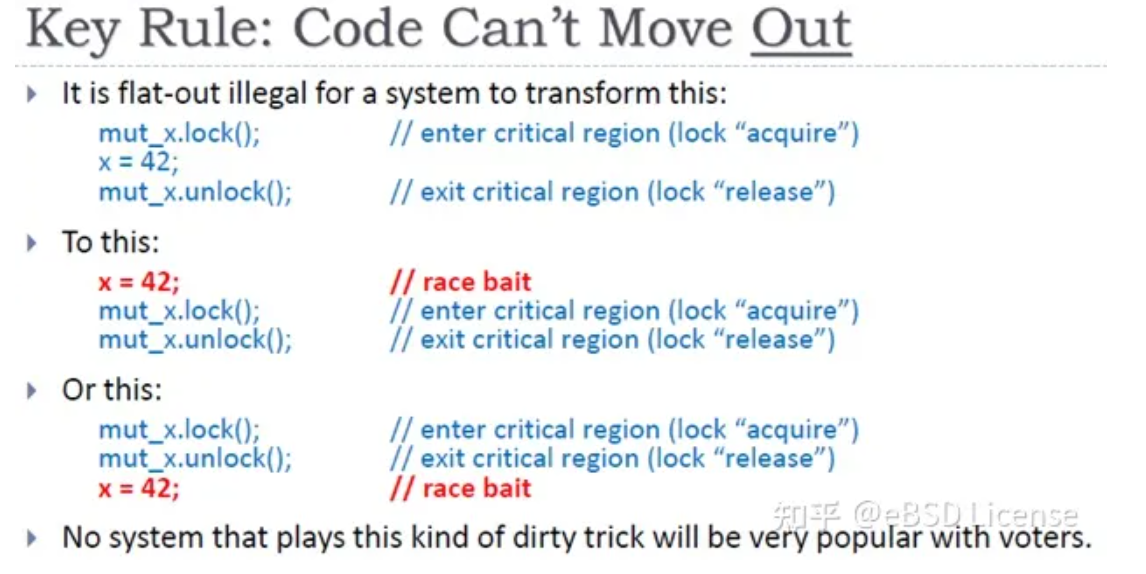 Key Rule: Code Can't Move Out
It is flat-out illegal for a system to transform this:
mut_x.lock(); // enter critical region (lock “acquire”)
x = 42;
mut_x.unlock(); // exit critical region (lock “release”)
To this:
x = 42; // race bait
mut_x.lock(); // enter critical region (lock “acquire”)
mut_x.unlock(); // exit critical region (lock “release”)
Or this:
mut_x.lock(); // enter critical region (lock “acquire”)
mut_x.unlock(); // exit critical region (lock “release”)
x = 42; // race bait
知乎 @eBSD License
No system that plays this kind of dirty trick will be very popular with voters.